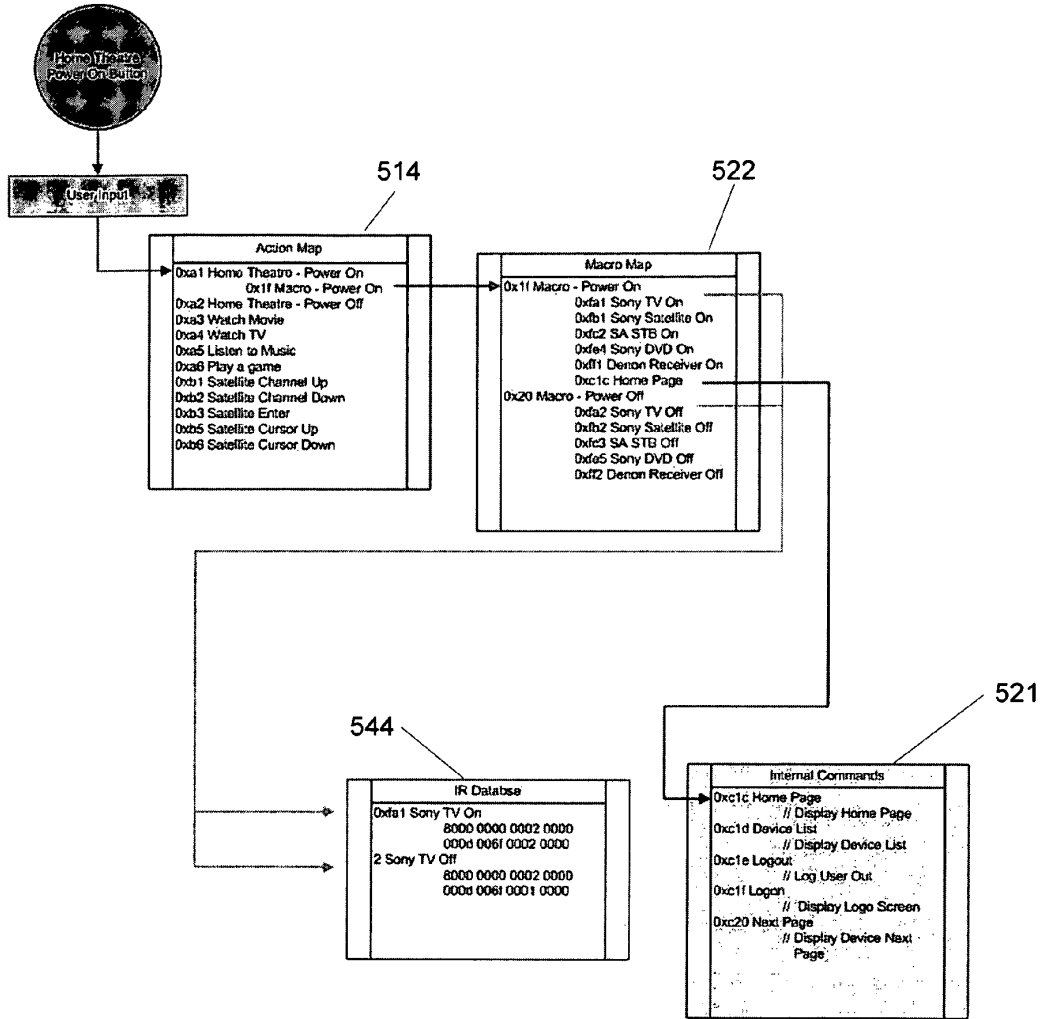 Home Theatre
Power On Button
User Input
514
522
Action Map
0xa1 Home Theatre - Power On
0x1f Macro - Power On
0xa2 Home Theatre - Power Off
0xa3 Watch Movie
0xa4 Watch TV
0xa5 Listen to Music
0xa6 Play a game
0xb1 Satellite Channel Up
0xb2 Satellite Channel Down
0xb3 Satellite Enter
0xb5 Satellite Cursor Up
0xb6 Satellite Cursor Down
Macro Map
0x1f Macro - Power On
0xfa1 Sony TV On
0xfb1 Sony Satellite On
0xfc2 SA STB On
0xfe4 Sony DVD On
0xff1 Denon Receiver On
0xc1c Home Page
0x20 Macro - Power Off
0xfa2 Sony TV Off
0xfb2 Sony Satellite Off
0xfc3 SA STB Off
0xfe5 Sony DVD Off
0xff2 Denon Receiver Off
544
521
IR Databse
0xfa1 Sony TV On
8000 0000 0002 0000
000d 006f 0002 0000
2 Sony TV Off
8000 0000 0002 0000
000d 006f 0001 0000
Internal Commands
0xc1c Home Page
// Display Home Page
0xc1d Device List
// Display Device List
0xc1e Logout
// Log User Out
0xc1f Logon
// Display Logo Screen
0xc20 Next Page
// Display Device Next
Page